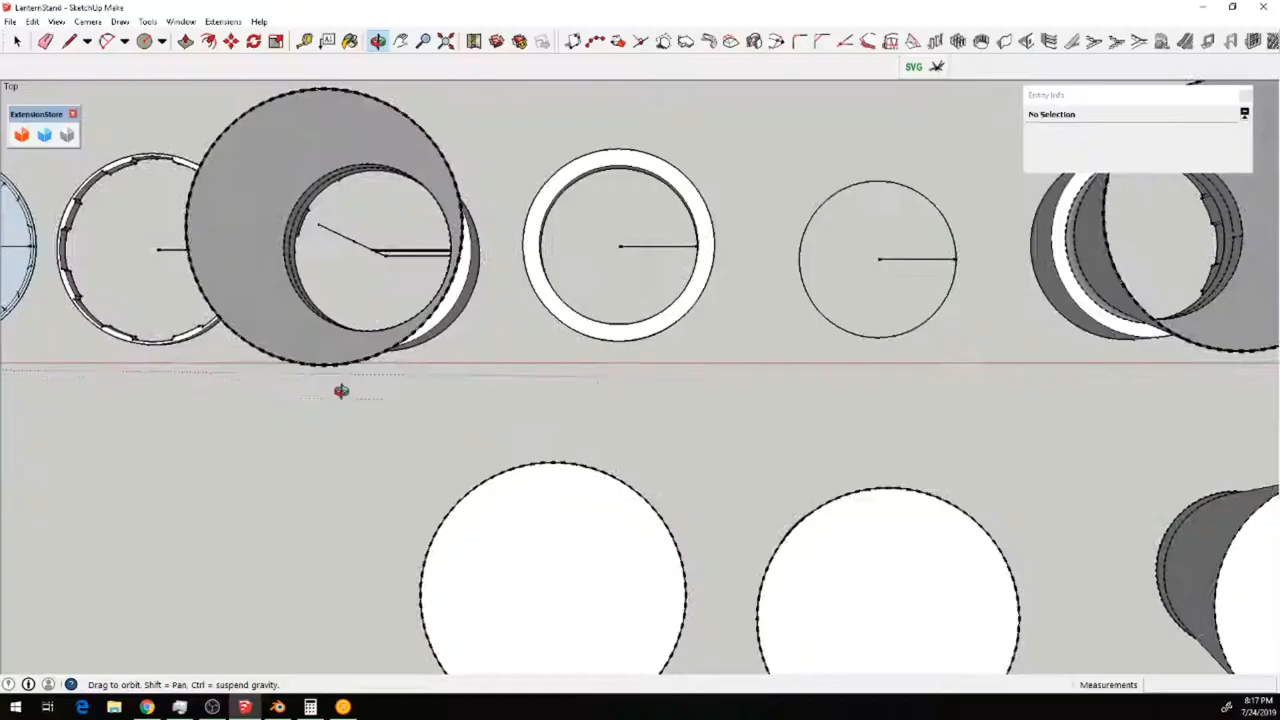 LanternStand - SketchUp Make
File Edit View Camera Draw Tools Window Extensions Help
SVG
Top
ExtensionStore
Entity Info
No Selection
Drag to orbit. Shift = Pan, Ctrl = suspend gravity.
Measurements
8:17 PM
7/24/2019